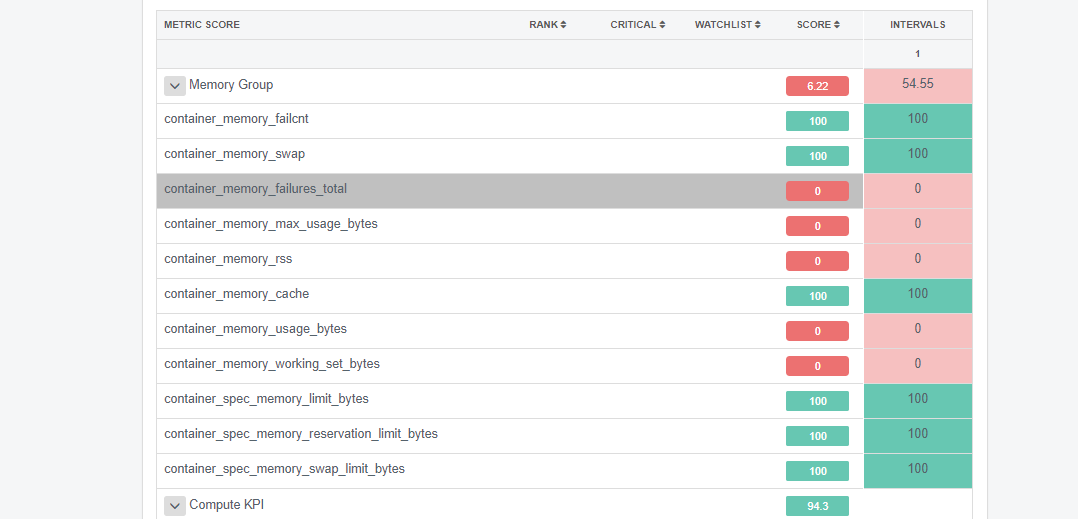 METRIC SCORE RANK CRITICAL WATCHLIST SCORE INTERVALS
1
Memory Group 6.22 54.55
container_memory_failcnt 100 100
container_memory_swap 100 100
container_memory_failures_total 0 0
container_memory_max_usage_bytes 0 0
container_memory_rss 0 0
container_memory_cache 100 100
container_memory_usage_bytes 0 0
container_memory_working_set_bytes 0 0
container_spec_memory_limit_bytes 100 100
container_spec_memory_reservation_limit_bytes 100 100
container_spec_memory_swap_limit_bytes 100 100
Compute KPI 94.3